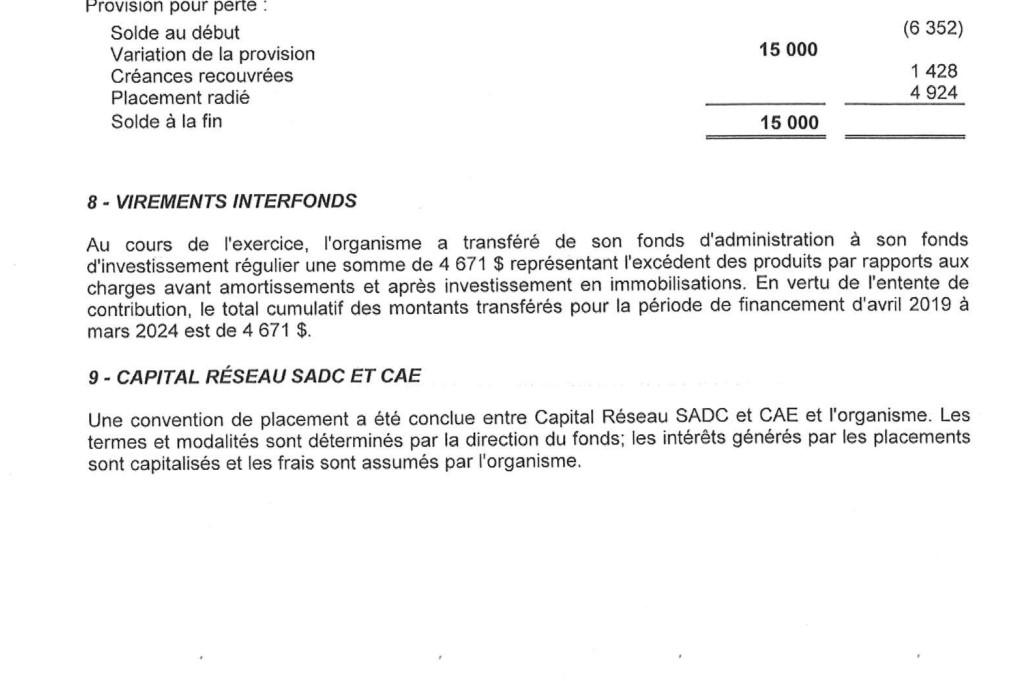 Provision pour perte :
Solde au début (6 352)
Variation de la provision 15 000
Créances recouvrées 1 428
Placement radié 4 924
Solde à la fin 15 000
8 - VIREMENTS INTERFONDS
Au cours de l'exercice, l'organisme a transféré de son fonds d'administration à son fonds
d'investissement régulier une somme de 4 671 $ représentant l'excédent des produits par rapports aux
charges avant amortissements et après investissement en immobilisations. En vertu de l'entente de
contribution, le total cumulatif des montants transférés pour la période de financement d'avril 2019 à
mars 2024 est de 4 671 $.
9 - CAPITAL RÉSEAU SADC ET CAE
Une convention de placement a été conclue entre Capital Réseau SADC et CAE et l'organisme. Les
termes et modalités sont déterminés par la direction du fonds; les intérêts générés par les placements
sont capitalisés et les frais sont assumés par l'organisme.